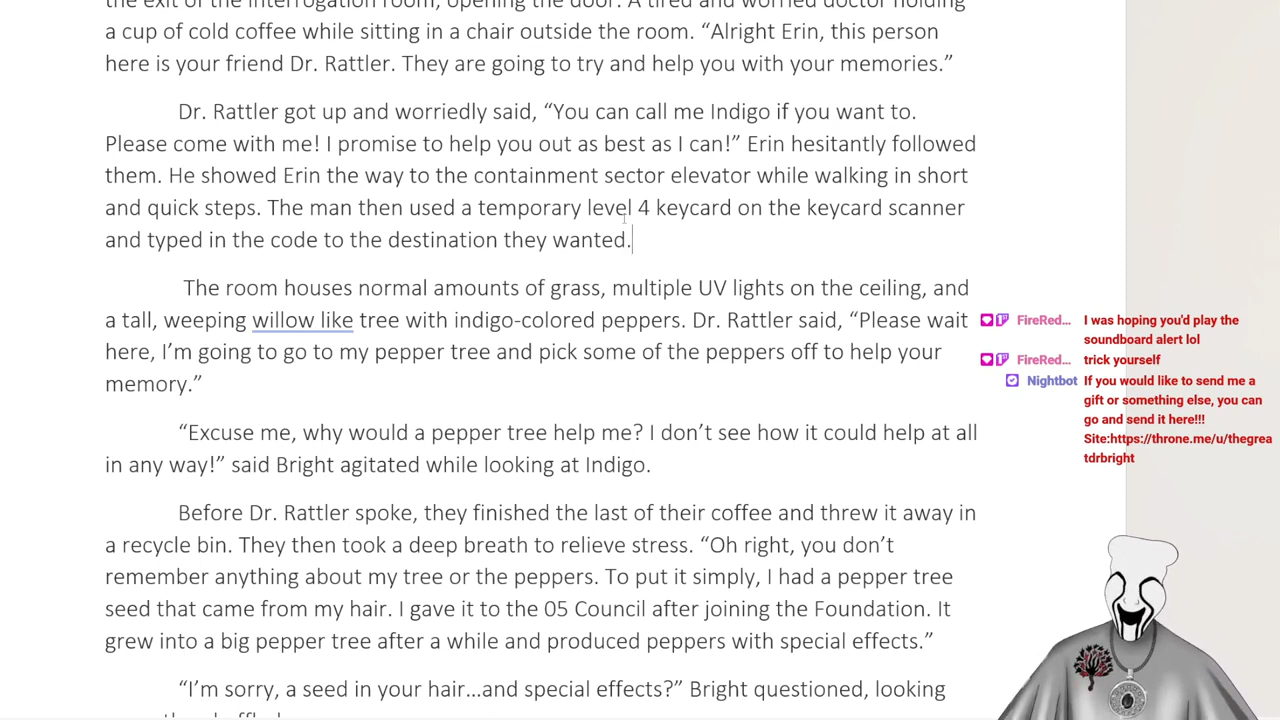 the exit of the interrogation room, opening the door. A tired and worried doctor holding
a cup of cold coffee while sitting in a chair outside the room. “Alright Erin, this person
here is your friend Dr. Rattler. They are going to try and help you with your memories.”
Dr. Rattler got up and worriedly said, “You can call me Indigo if you want to.
Please come with me! I promise to help you out as best as I can!” Erin hesitantly followed
them. He showed Erin the way to the containment sector elevator while walking in short
and quick steps. The man then used a temporary level 4 keycard on the keycard scanner
and typed in the code to the destination they wanted.
The room houses normal amounts of grass, multiple UV lights on the ceiling, and
a tall, weeping willow like tree with indigo-colored peppers. Dr. Rattler said, “Please wait
here, I’m going to go to my pepper tree and pick some of the peppers off to help your
memory.”
“Excuse me, why would a pepper tree help me? I don’t see how it could help at all
in any way!” said Bright agitated while looking at Indigo.
Before Dr. Rattler spoke, they finished the last of their coffee and threw it away in
a recycle bin. They then took a deep breath to relieve stress. “Oh right, you don’t
remember anything about my tree or the peppers. To put it simply, I had a pepper tree
seed that came from my hair. I gave it to the 05 Council after joining the Foundation. It
grew into a big pepper tree after a while and produced peppers with special effects.”
“I’m sorry, a seed in your hair…and special effects?” Bright questioned, looking
FireRed... I was hoping you'd play the
soundboard alert lol
FireRed... trick yourself
Nightbot If you would like to send me a
gift or something else, you can
go and send it here!!!
Site:https://throne.me/u/thegrea
tdrbright